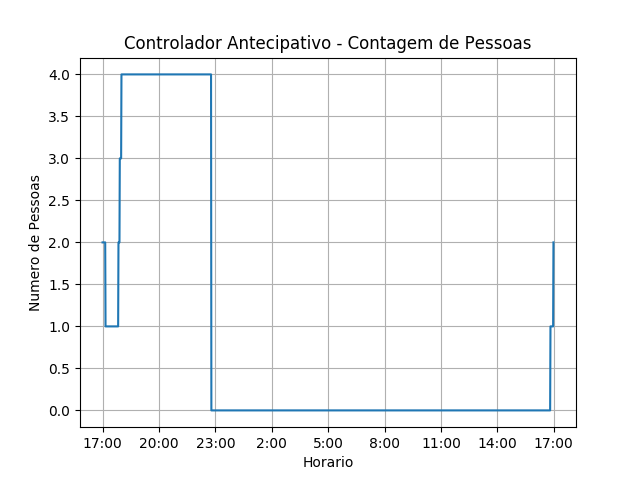 Controlador Antecipativo - Contagem de Pessoas
4.0
3.5
3.0
2.5
2.0
1.5
1.0
0.5
0.0
Numero de Pessoas
17:00 20:00 23:00 2:00 5:00 8:00 11:00 14:00 17:00
Horario